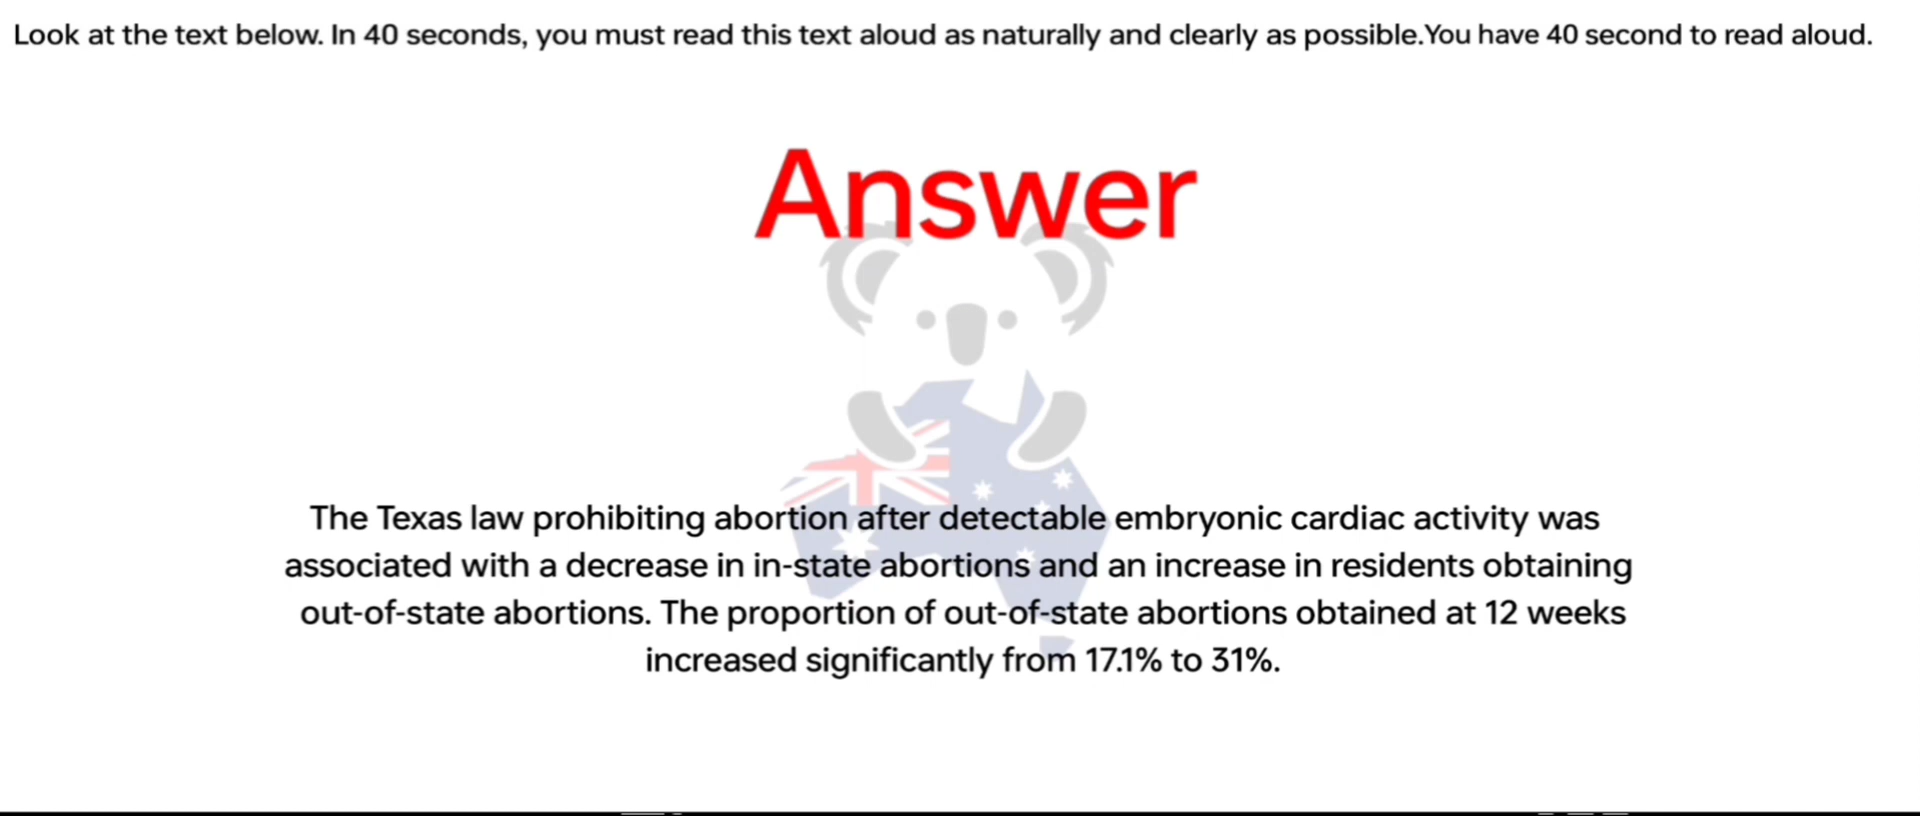 Look at the text below. In 40 seconds, you must read this text aloud as naturally and clearly as possible.You have 40 second to read aloud.
Answer
The Texas law prohibiting abortion after detectable embryonic cardiac activity was
associated with a decrease in in-state abortions and an increase in residents obtaining
out-of-state abortions. The proportion of out-of-state abortions obtained at 12 weeks
increased significantly from 17.1% to 31%.